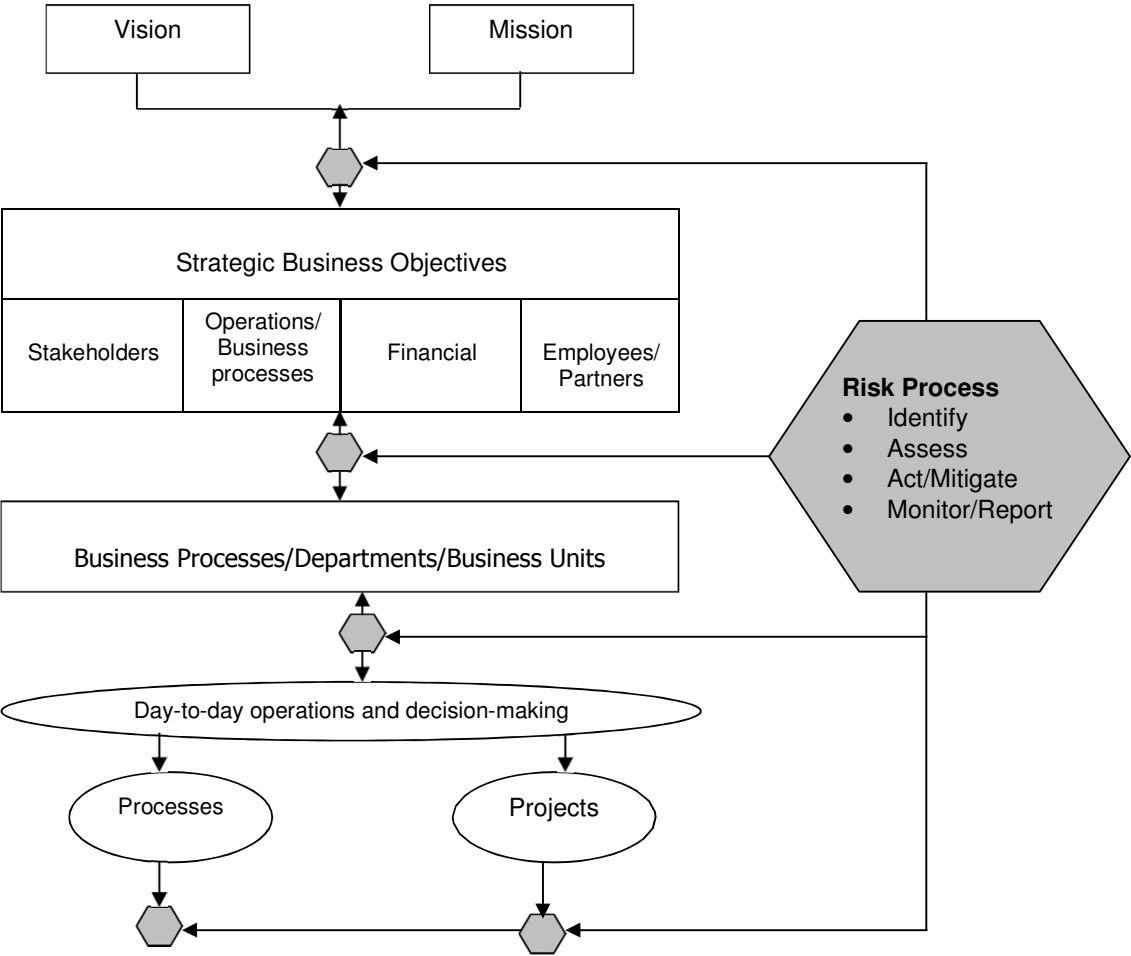 Vision
Mission
Strategic Business Objectives
Stakeholders
Operations/
Business
processes
Financial
Employees/
Partners
Risk Process
• Identify
• Assess
• Act/Mitigate
• Monitor/Report
Business Processes/Departments/Business Units
Day-to-day operations and decision-making
Processes
Projects